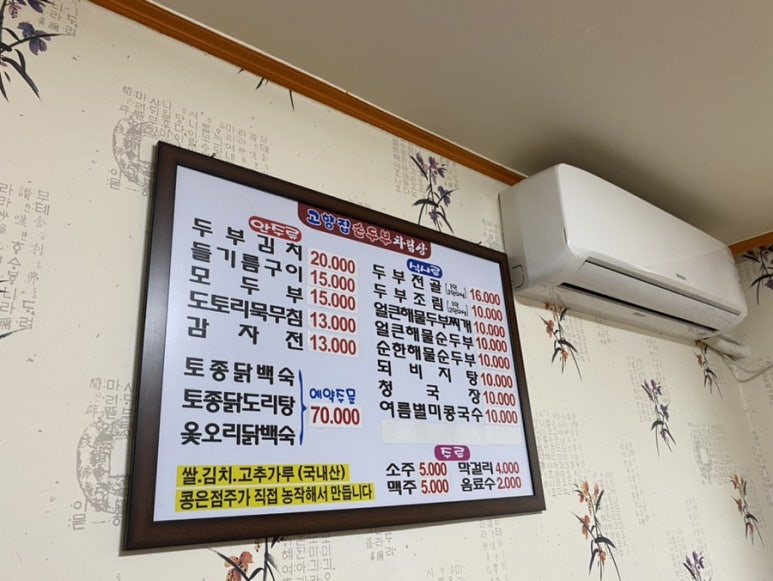 고향집 손두부 차림상
안주류
두부김치 20.000
들기름구이 15.000
모두부 15.000
도토리묵무침 13.000
감자전 13.000
토종닭백숙
토종닭도리탕
옻오리닭백숙
예약주문
70.000
식사류
두부전골 16.000
두부조림 10.000
얼큰해물두부찌개 10.000
얼큰해물순두부 10.000
순한해물순두부 10.000
되비지탕 10.000
청국장 10.000
여름별미콩국수 10.000
쌀.김치.고추가루 (국내산)
콩은점주가 직접 농작해서 만듭니다
주류
소주 5.000 막걸리 4.000
맥주 5.000 음료수 2.000